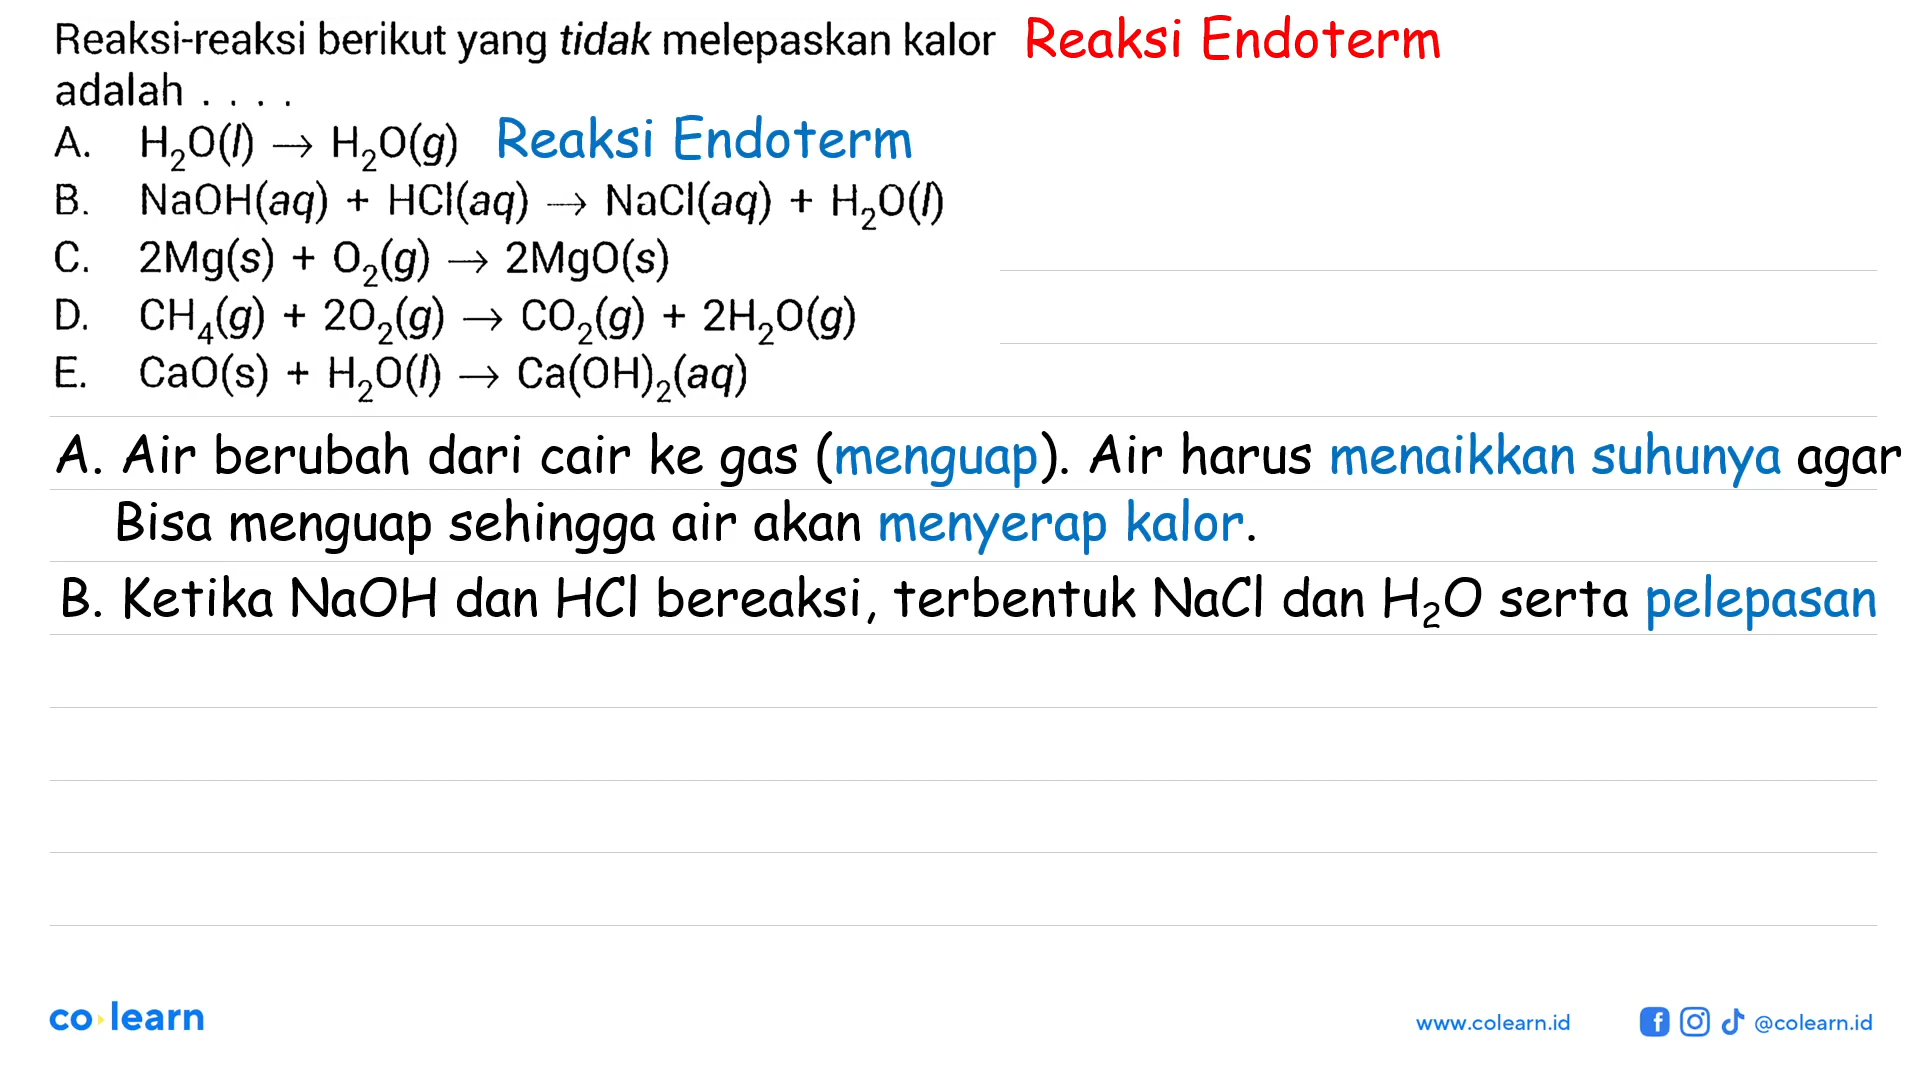 Reaksi-reaksi berikut yang tidak melepaskan kalor Reaksi Endoterm
adalah . . . .
A. H₂O(l) → H₂O(g) Reaksi Endoterm
B. NaOH(aq) + HCl(aq) → NaCl(aq) + H₂O(l)
C. 2Mg(s) + O₂(g) → 2MgO(s)
D. CH₄(g) + 2O₂(g) → CO₂(g) + 2H₂O(g)
E. CaO(s) + H₂O(l) → Ca(OH)₂(aq)
A. Air berubah dari cair ke gas (menguap). Air harus menaikkan suhunya agar
Bisa menguap sehingga air akan menyerap kalor.
B. Ketika NaOH dan HCl bereaksi, terbentuk NaCl dan H₂O serta pelepasan
co learn
www.colearn.id @colearn.id